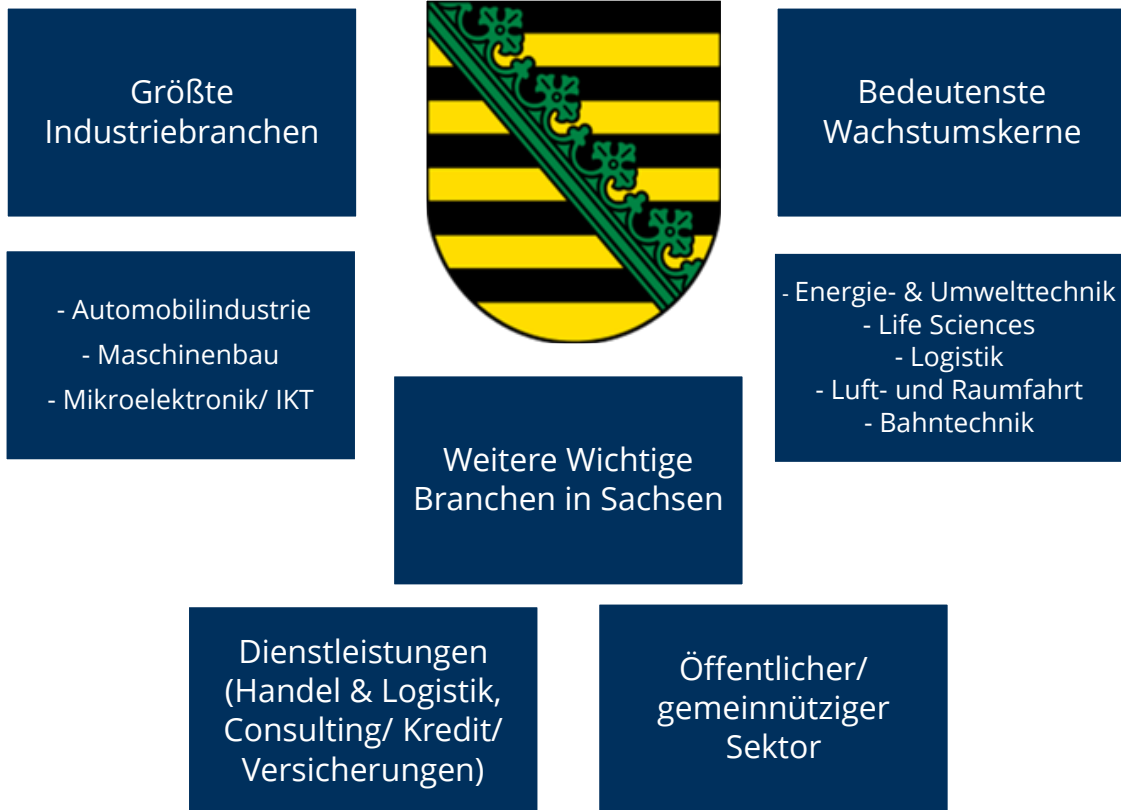 Größte
Industriebranchen
- Automobilindustrie
- Maschinenbau
- Mikroelektronik/ IKT
Bedeutenste
Wachstumskerne
- Energie- & Umwelttechnik
- Life Sciences
- Logistik
- Luft- und Raumfahrt
- Bahntechnik
Weitere Wichtige
Branchen in Sachsen
Dienstleistungen
(Handel & Logistik,
Consulting/ Kredit/
Versicherungen)
Öffentlicher/
gemeinnütziger
Sektor